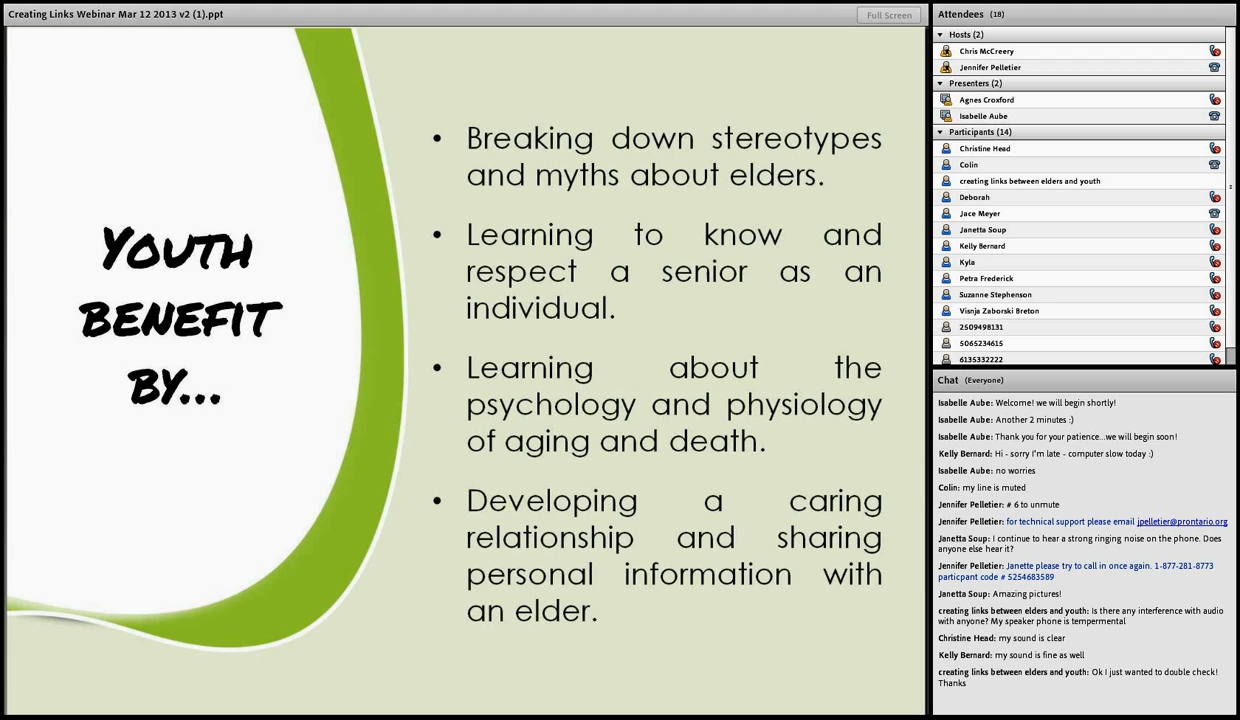 Creating Links Webinar Mar 12 2013 v2 (1).ppt
Full Screen
YOUTH
BENEFIT
BY...
• Breaking down stereotypes
and myths about elders.
• Learning to know and
respect a senior as an
individual.
• Learning about the
psychology and physiology
of aging and death.
• Developing a caring
relationship and sharing
personal information with
an elder.
Attendees (18)
Hosts (2)
Chris McCreery
Jennifer Pelletier
Presenters (2)
Agnes Croxford
Isabelle Aube
Participants (14)
Christine Head
Colin
creating links between elders and youth
Deborah
Jace Meyer
Janetta Soup
Kelly Bernard
Kyla
Petra Frederick
Suzanne Stephenson
Visnja Zaborski Breton
2509498131
5065234615
6135332222
Chat (Everyone)
Isabelle Aube: Welcome! we will begin shortly!
Isabelle Aube: Another 2 minutes :)
Isabelle Aube: Thank you for your patience...we will begin soon!
Kelly Bernard: Hi - sorry I'm late - computer slow today :)
Isabelle Aube: no worries
Colin: my line is muted
Jennifer Pelletier: # 6 to unmute
Jennifer Pelletier: for technical support please email jpelletier@prontario.org
Janetta Soup: I continue to hear a strong ringing noise on the phone. Does
anyone else hear it?
Jennifer Pelletier: Janette please try to call in once again. 1-877-281-8773
particpant code # 5254683589
Janetta Soup: Amazing pictures!
creating links between elders and youth: Is there any interference with audio
with anyone? My speaker phone is tempermental
Christine Head: my sound is clear
Kelly Bernard: my sound is fine as well
creating links between elders and youth: Ok I just wanted to double check!
Thanks